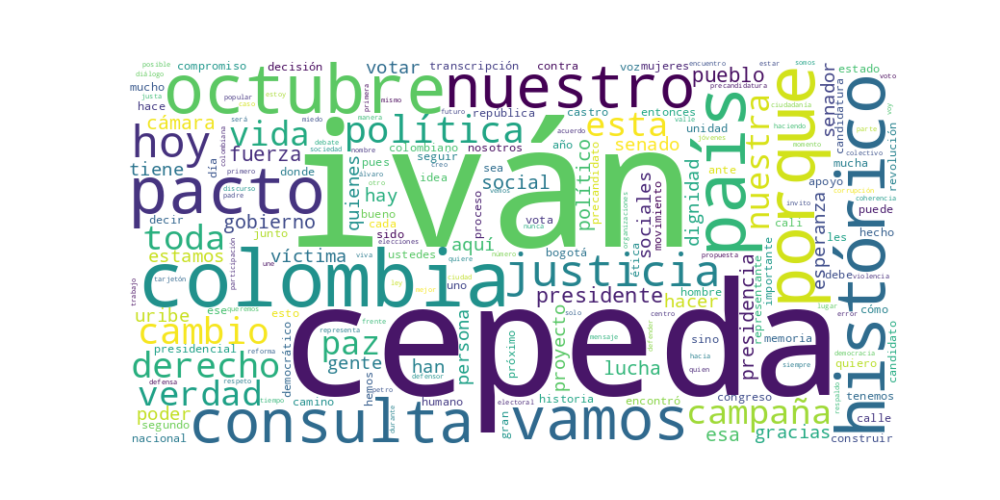 iván
cepeda
colombia
octubre
nuestro
pacto
histórico
porque
país
consulta
vamos
justicia
hoy
vida
política
esta
nuestra
pueblo
senador
derecho
verdad
cambio
paz
campaña
toda
fuerza
cámara
tiene
gobierno
estamos
víctima
uribe
poder
quienes
hay
social
político
sociales
dignidad
esperanza
presidencia
presidente
hacer
persona
proyecto
lucha
gente
han
aquí
senado
votar
transcripción
contra
voz
mujeres
compromiso
decisión
mucho
hace
posible
diálogo
justa
popular
caso
será
estoy
miedo
primera
manera
mismo
futuro
acuerdo
república
castro
entonces
valle
unidad
jóvenes
año
nosotros
colombiano
seguir
pues
sea
idea
bueno
cada
decir
día
donde
debate
sociedad
nombre
creo
álvaro
otro
discurso
padre
primero
colombiana
junto
sido
ustedes
vota
nunca
uno
número
quiere
proceso
precandidato
movimiento
organizaciones
ética
bogotá
elecciones
viva
propuesta
une
participación
trabajo
tarjetón
queremos
ese
esto
presidencial
reforma
defensa
respeto
tiempo
segundo
nacional
camino
democrático
representa
frente
hemos
humano
petro
defensor
durante
historia
electoral
gran
próximo
encontró
solo
centro
mensaje
hacia
defender
quien
sino
congreso
memoria
siempre
esa
gracias
calle
construir
respaldo
tenemos
quiero
candidato
democracia
error
lugar
cómo
debe
violencia
hecho
les
puede
coherencia
corrupción
invito
apoyo
cali
mucha
ante
importante
representante
hombre
ley
mejor
ciudad
momento
parte
colectivo
haciendo
revolución
voy
voto
estado
ciudadanía
candidatura
precandidatura
encuentro
estar
somos